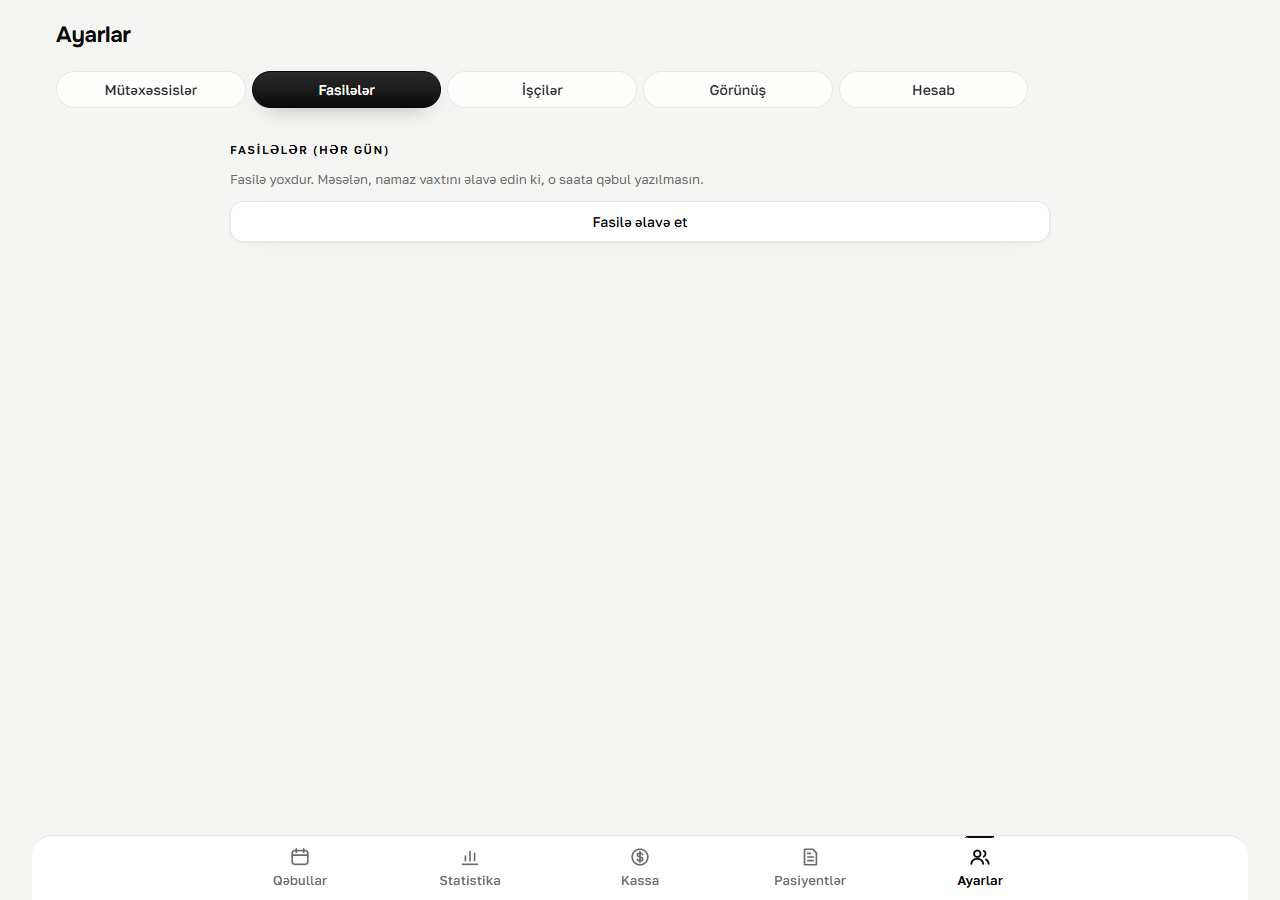 Ayarlar
Mütəxəssislər
Fasilələr
İşçilər
Görünüş
Hesab
FASİLƏLƏR (HƏR GÜN)
Fasilə yoxdur. Məsələn, namaz vaxtını əlavə edin ki, o saata qəbul yazılmasın.
Fasilə əlavə et
Qəbullar
Statistika
Kassa
Pasiyentlər
Ayarlar